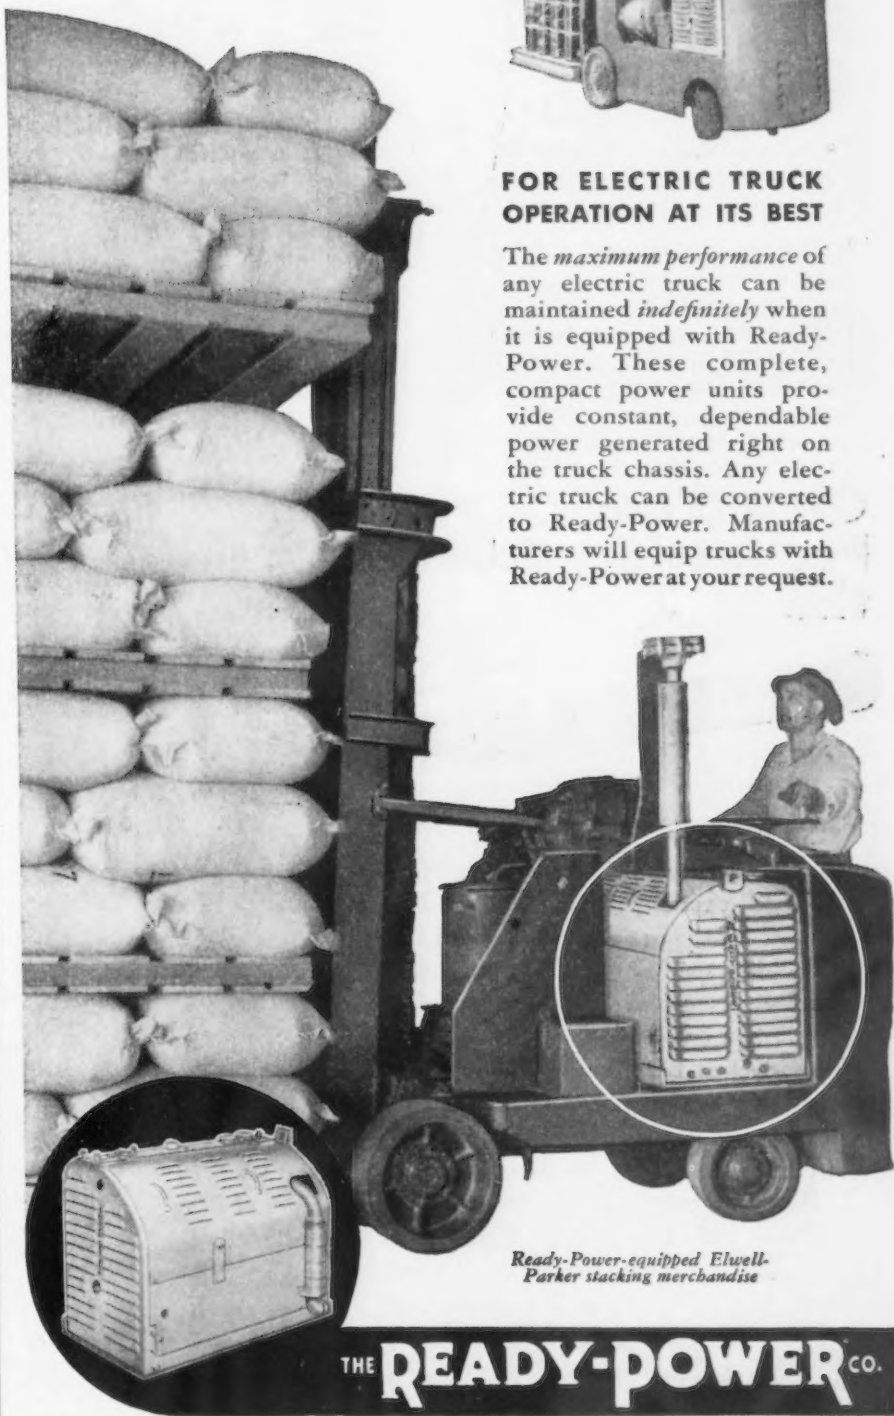 FOR ELECTRIC TRUCK
OPERATION AT ITS BEST
The maximum performance of
any electric truck can be
maintained indefinitely when
it is equipped with Ready-
Power. These complete,
compact power units pro-
vide constant, dependable
power generated right on
the truck chassis. Any elec-
tric truck can be converted
to Ready-Power. Manufac-
turers will equip trucks with
Ready-Power at your request.
Ready-Power-equipped Elwell-
Parker stacking merchandise
THE READY-POWER CO.